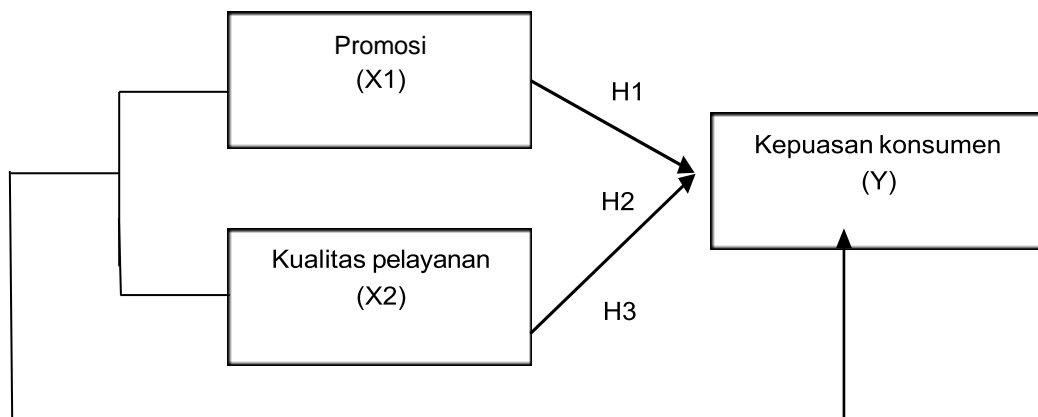 Promosi
(X1)
H1
Kepuasan konsumen
(Y)
H2
Kualitas pelayanan
(X2)
H3